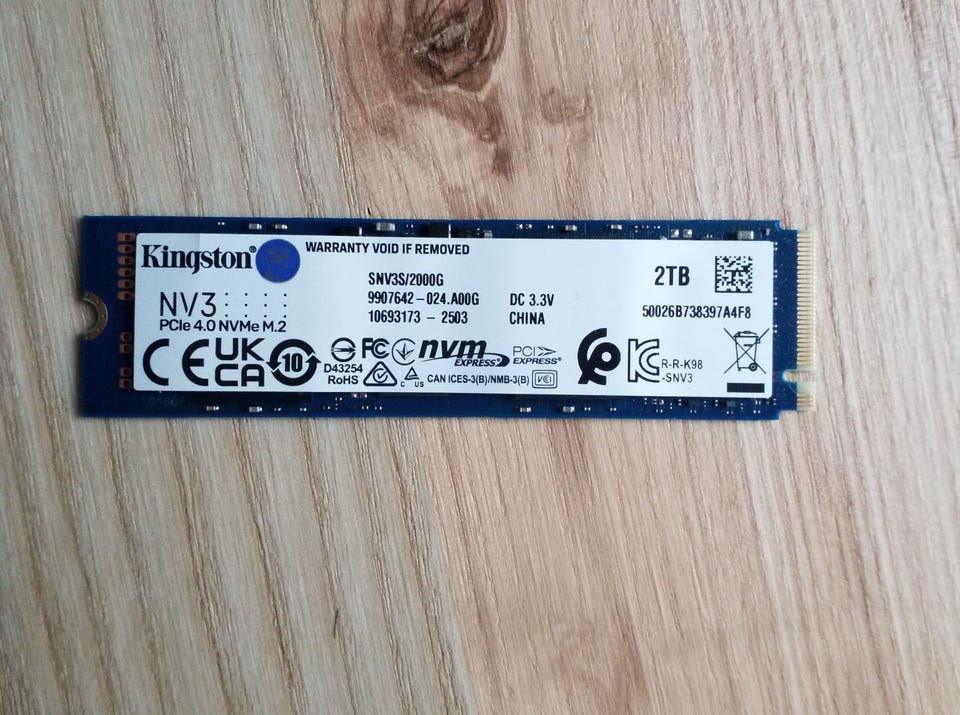 Kingston®
WARRANTY VOID IF REMOVED
SNV3S/2000G
9907642-024.A00G
10693173 - 2503
DC 3.3V
CHINA
2TB
50026B738397A4F8
NV3
PCIe 4.0 NVMe M.2
CE
UK
CA
10
D43254
RoHS
FC
nvm
EXPRESS
PCI
EXPRESS®
C US
CAN ICES-3(B)/NMB-3(B)
VCI
R-R-K98
-SNV3